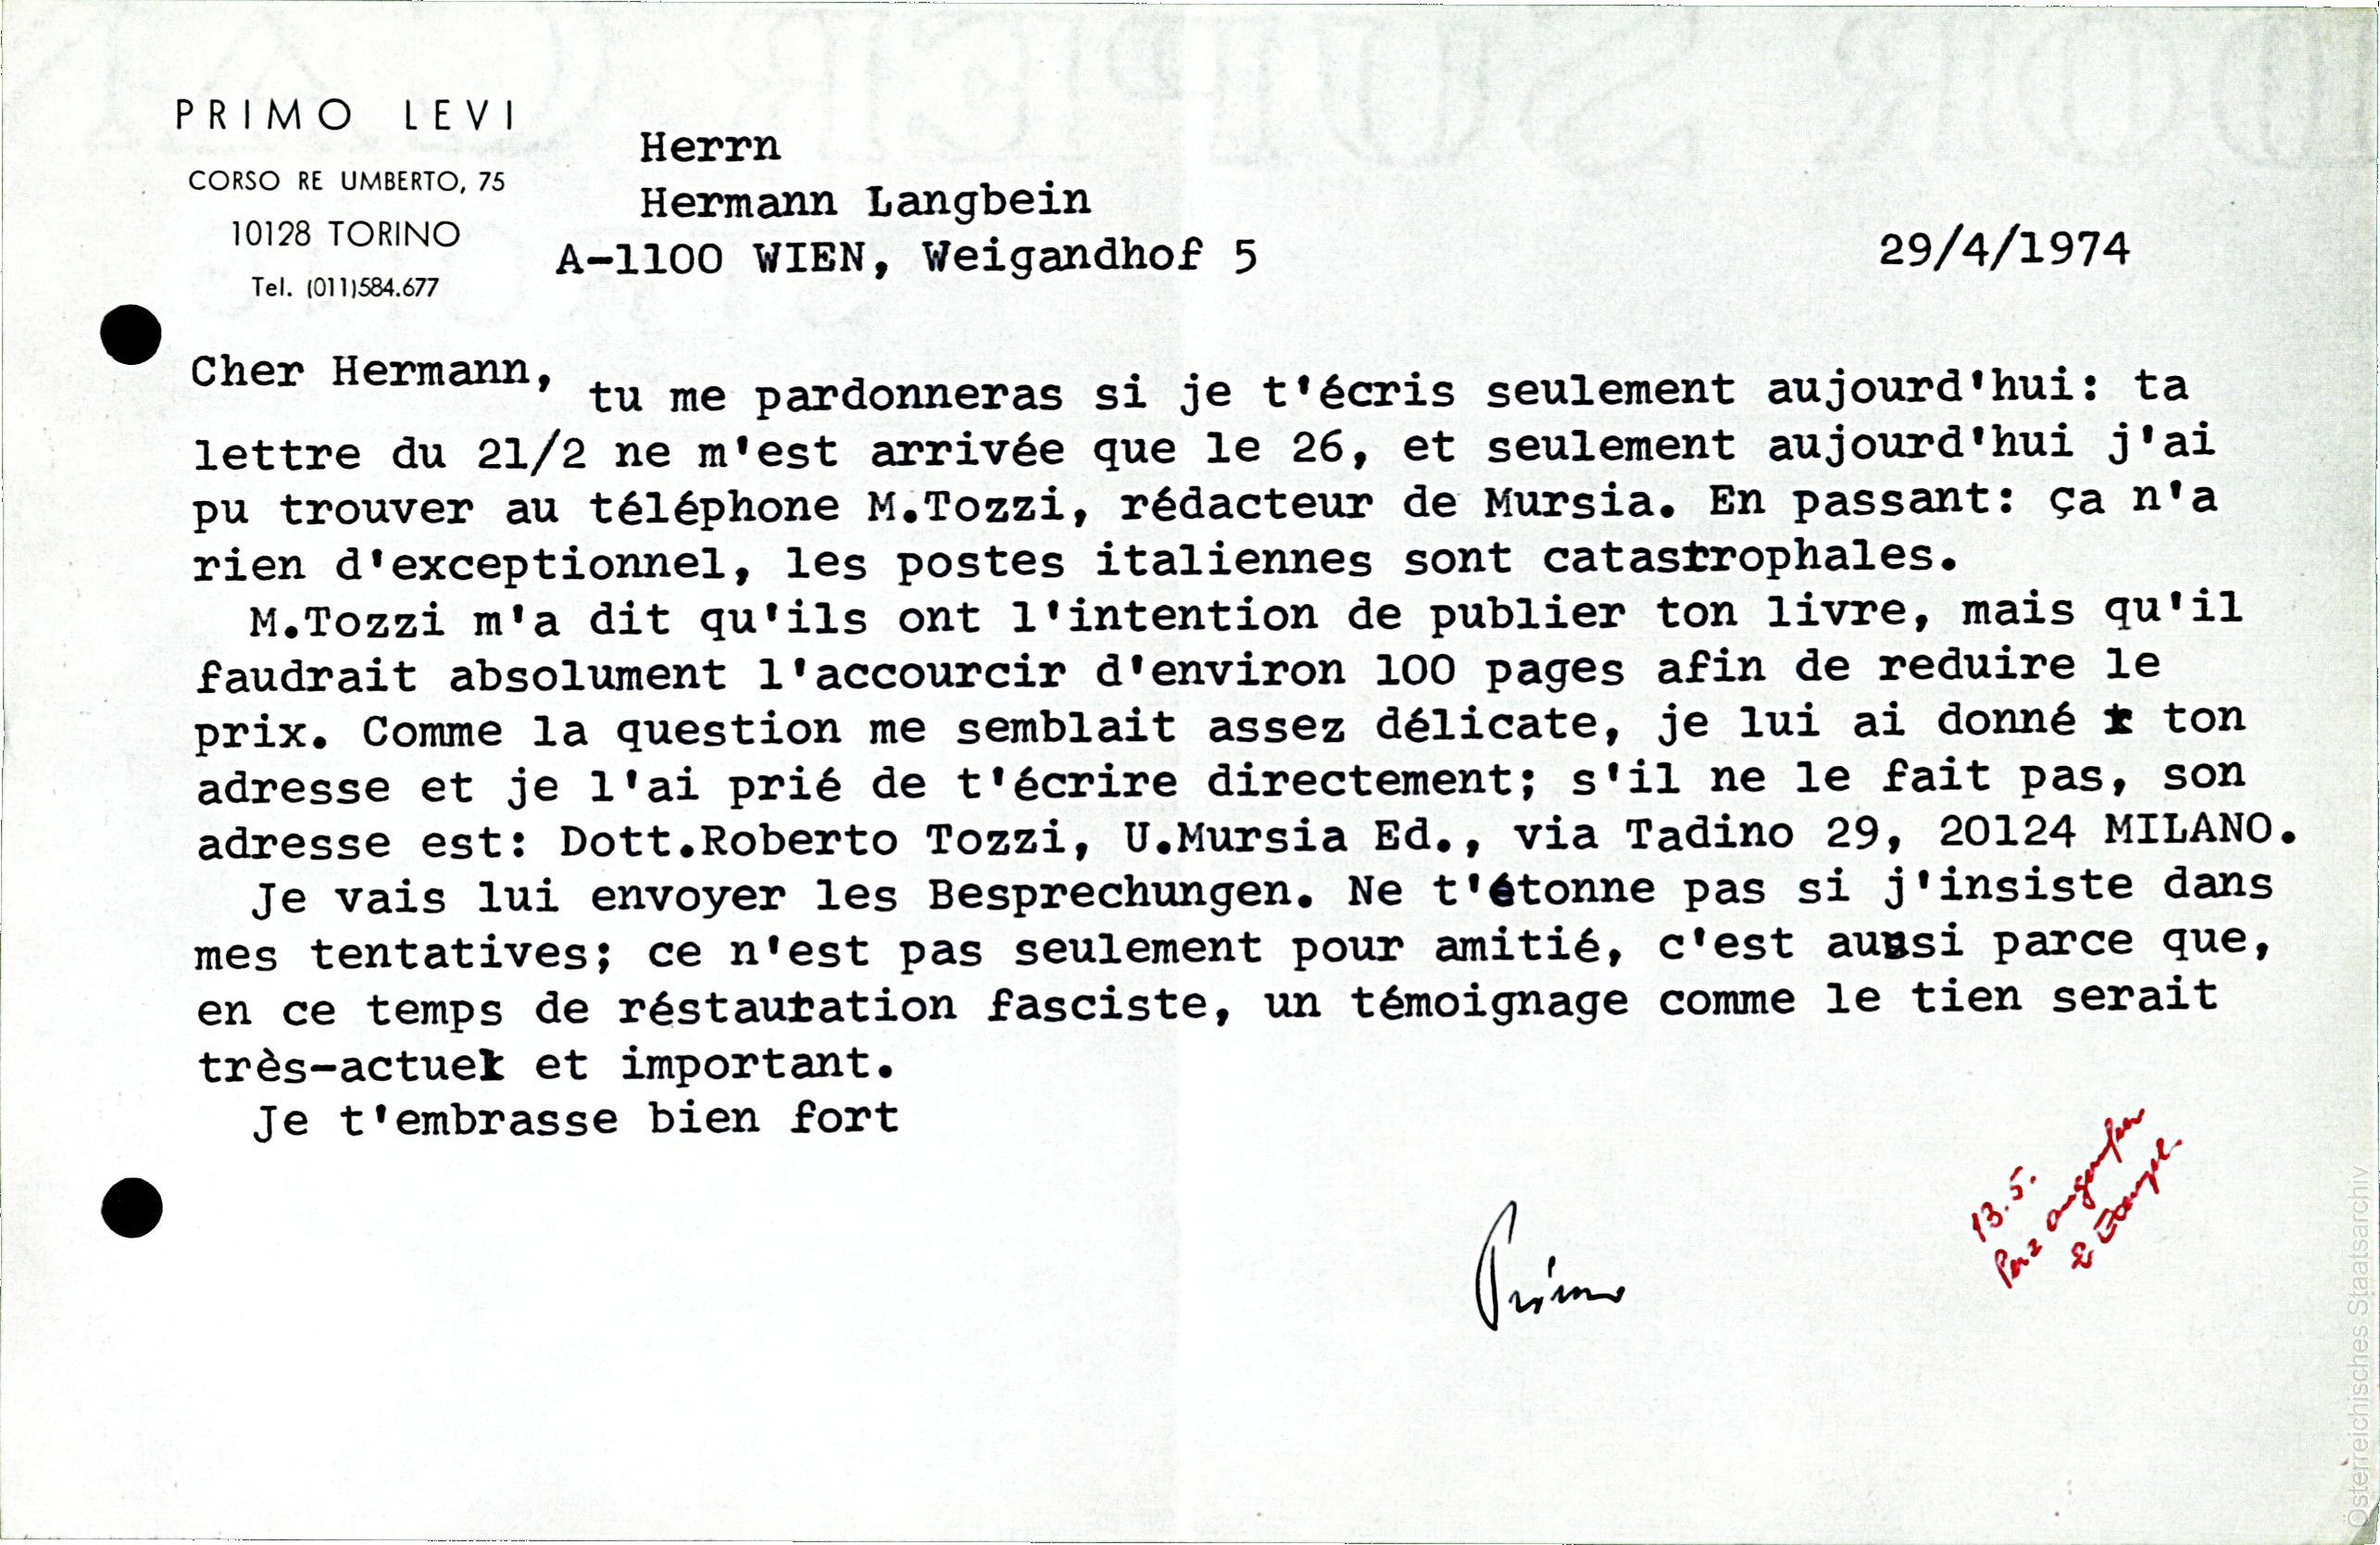 PRIMO LEVI
CORSO RE UMBERTO, 75
10128 TORINO
Tel. (011)584.677
Herrn
Hermann Langbein
A-1100 WIEN, Weigandhof 5
29/4/1974
Cher Hermann,
tu me pardonneras si je t'écris seulement aujourd'hui: ta
lettre du 21/2 ne m'est arrivée que le 26, et seulement aujourd'hui j'ai
pu trouver au téléphone M.Tozzi, rédacteur de Mursia. En passant: ça n'a
rien d'exceptionnel, les postes italiennes sont catastrophales.
M.Tozzi m'a dit qu'ils ont l'intention de publier ton livre, mais qu'il
faudrait absolument l'accourcir d'environ 100 pages afin de reduire le
prix. Comme la question me semblait assez délicate, je lui ai donné ton
adresse et je l'ai prié de t'écrire directement; s'il ne le fait pas, son
adresse est: Dott.Roberto Tozzi, U.Mursia Ed., via Tadino 29, 20124 MILANO.
Je vais lui envoyer les Besprechungen. Ne t'étonne pas si j'insiste dans
mes tentatives; ce n'est pas seulement pour amitié, c'est aussi parce que,
en ce temps de réstauration fasciste, un témoignage comme le tien serait
très-actuel et important.
Je t'embrasse bien fort
Primo
13.5.
Österreichisches Staatsarchiv